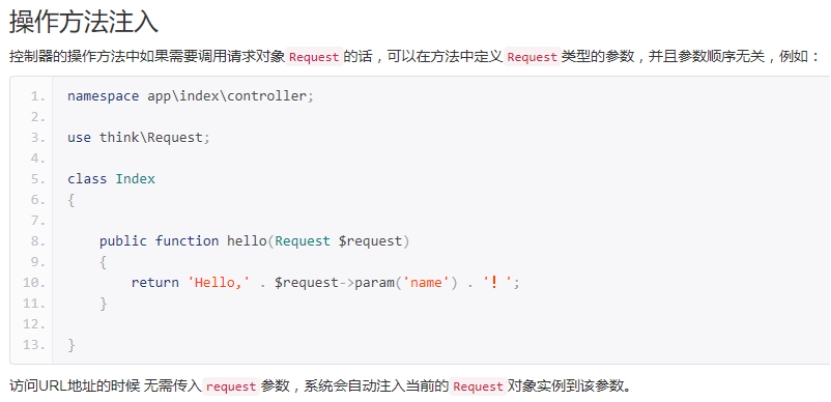 操作方法注入
控制器的操作方法中如果需要调用请求对象 Request 的话，可以在方法中定义 Request 类型的参数，并且参数顺序无关，例如：
1. namespace app\index\controller;
2.
3. use think\Request;
4.
5. class Index
6. {
7.
8. public function hello(Request $request)
9. {
10. return 'Hello,' . $request->param('name') . '！';
11. }
12.
13. }
访问URL地址的时候 无需传入 request 参数，系统会自动注入当前的 Request 对象实例到该参数。